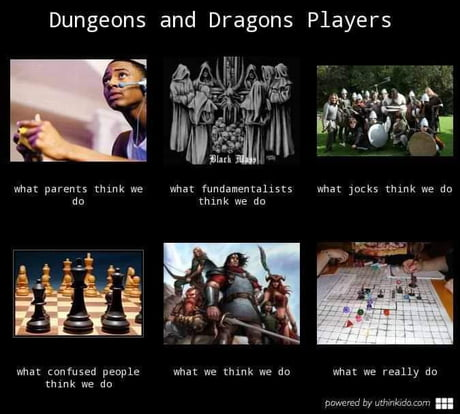 Dungeons and Dragons Players
Black Mass
what parents think we
do
what fundamentalists
think we do
what jocks think we do
what confused people
think we do
what we think we do
what we really do
powered by uthinkido.com